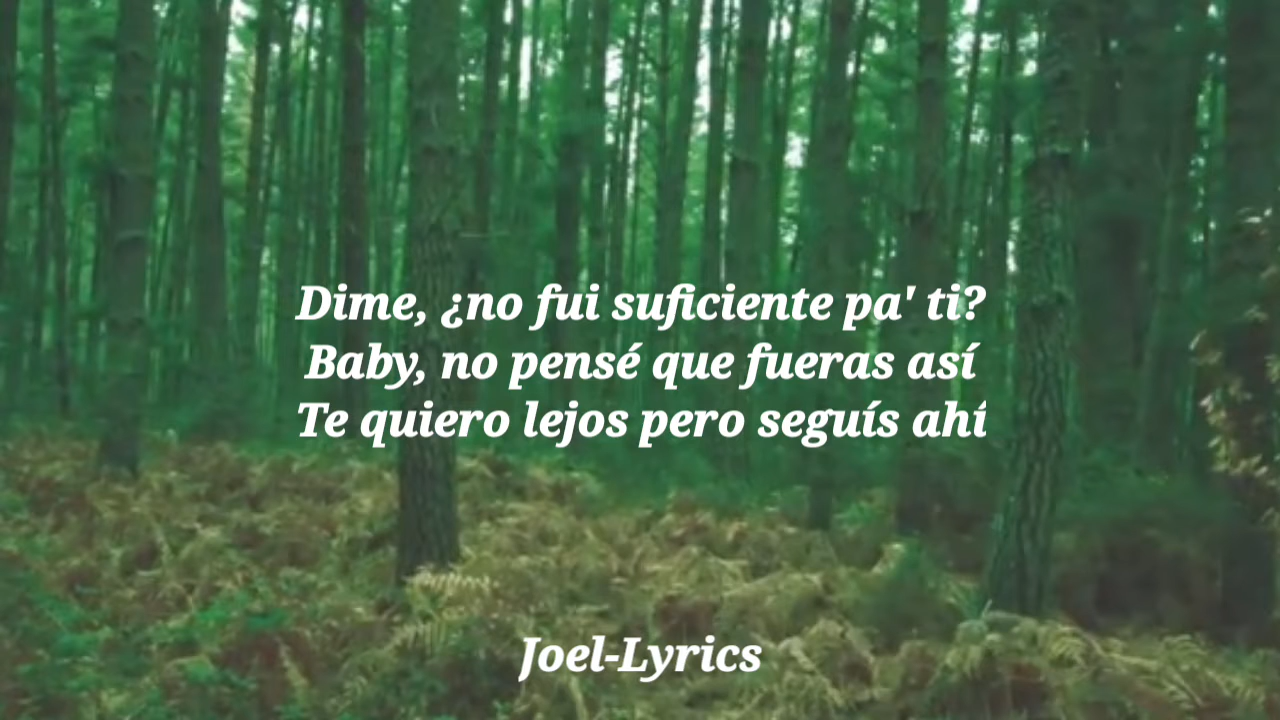 Dime, ¿no fui suficiente pa' ti?
Baby, no pensé que fueras así
Te quiero lejos pero seguís ahí
Joel-Lyrics